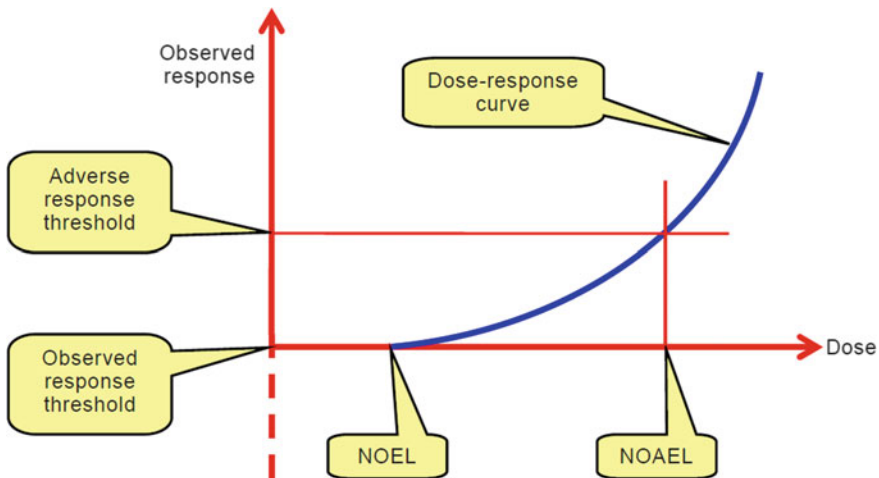 Observed
response
Dose-response
curve
Adverse
response
threshold
Observed
response
threshold
Dose
NOEL
NOAEL